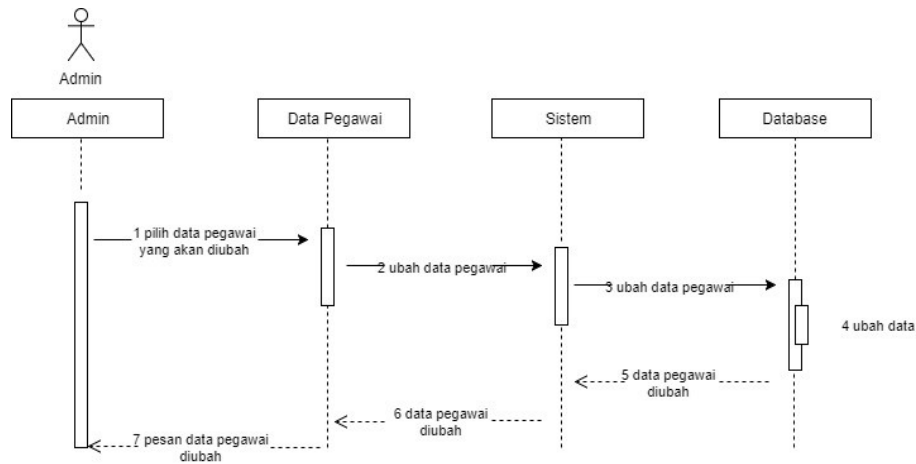 Admin
Admin
Data Pegawai
Sistem
Database
1 pilih data pegawai
yang akan diubah
2 ubah data pegawai
3 ubah data pegawai
4 ubah data
5 data pegawai
diubah
6 data pegawai
diubah
7 pesan data pegawai
diubah